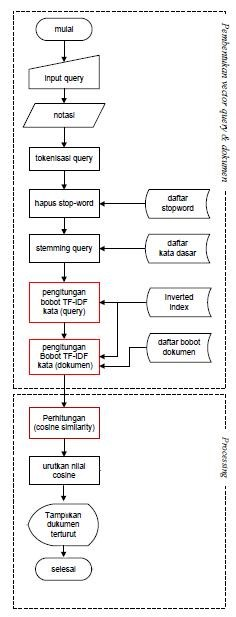 mulai
input query
notasi
tokenisasi query
hapus stop-word
daftar
stopword
stemming query
daftar
kata dasar
pengitungan
bobot TF-IDF
kata (query)
Inverted
Index
pengitungan
Bobot TF-IDF
kata (dokumen)
daftar bobot
dokumen
Pembentukan vector query & dokumen
Perhitungan
(cosine similarity)
urutkan nilai
cosine
Tampilkan
dukumen
terturut
selesai
Processing